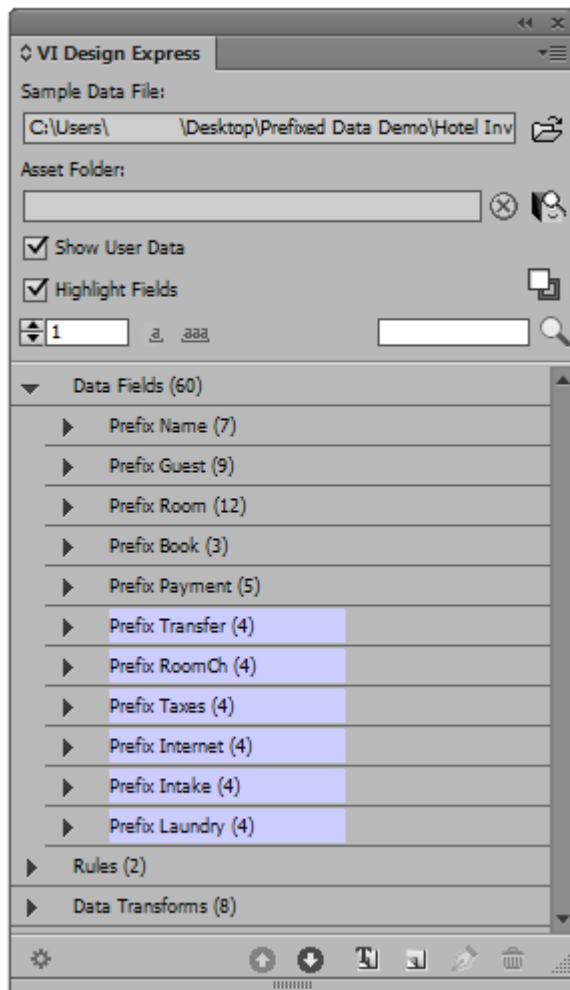 VI Design Express
Sample Data File:
C:\Users\ \Desktop\Prefixed Data Demo\Hotel Inv
Asset Folder:
Show User Data
Highlight Fields
1 a aaa
Data Fields (60)
Prefix Name (7)
Prefix Guest (9)
Prefix Room (12)
Prefix Book (3)
Prefix Payment (5)
Prefix Transfer (4)
Prefix RoomCh (4)
Prefix Taxes (4)
Prefix Internet (4)
Prefix Intake (4)
Prefix Laundry (4)
Rules (2)
Data Transforms (8)